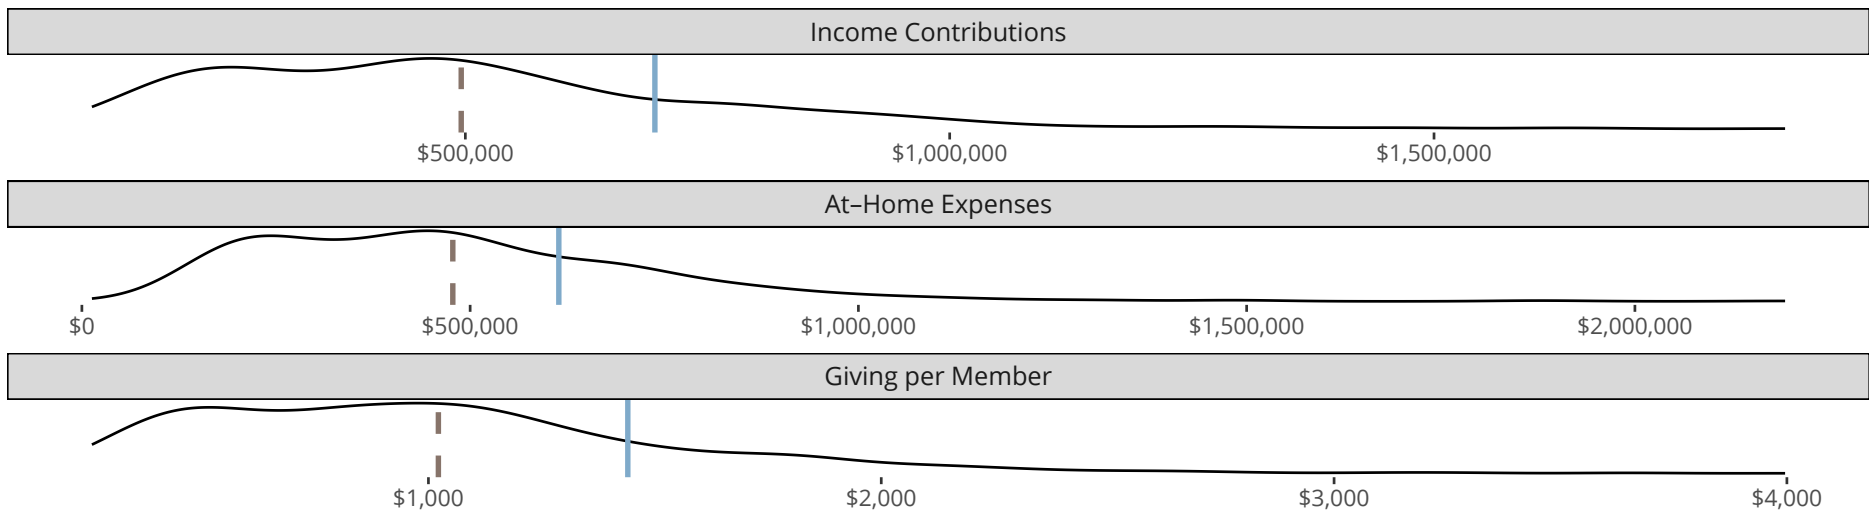 Income Contributions
$500,000 $1,000,000 $1,500,000
At–Home Expenses
$0 $500,000 $1,000,000 $1,500,000 $2,000,000
Giving per Member
$1,000 $2,000 $3,000 $4,000